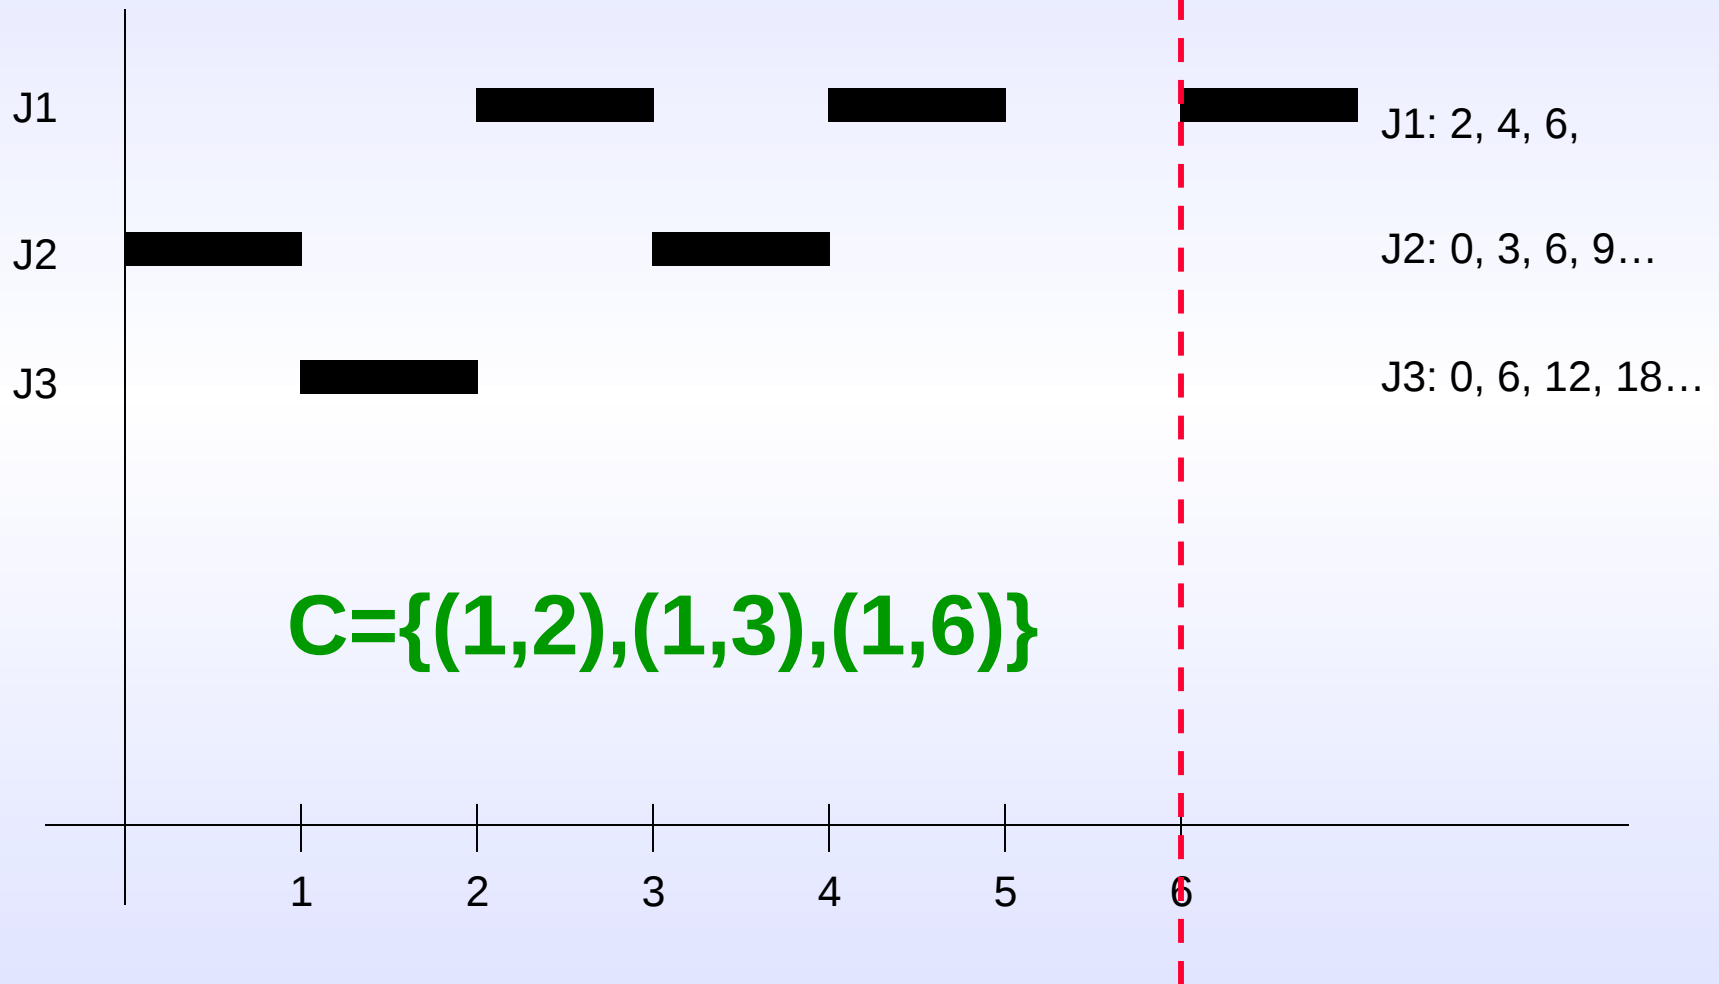 J1
J1: 2, 4, 6,
J2
J2: 0, 3, 6, 9…
J3
J3: 0, 6, 12, 18…
C={(1,2),(1,3),(1,6)}
1 2 3 4 5 6